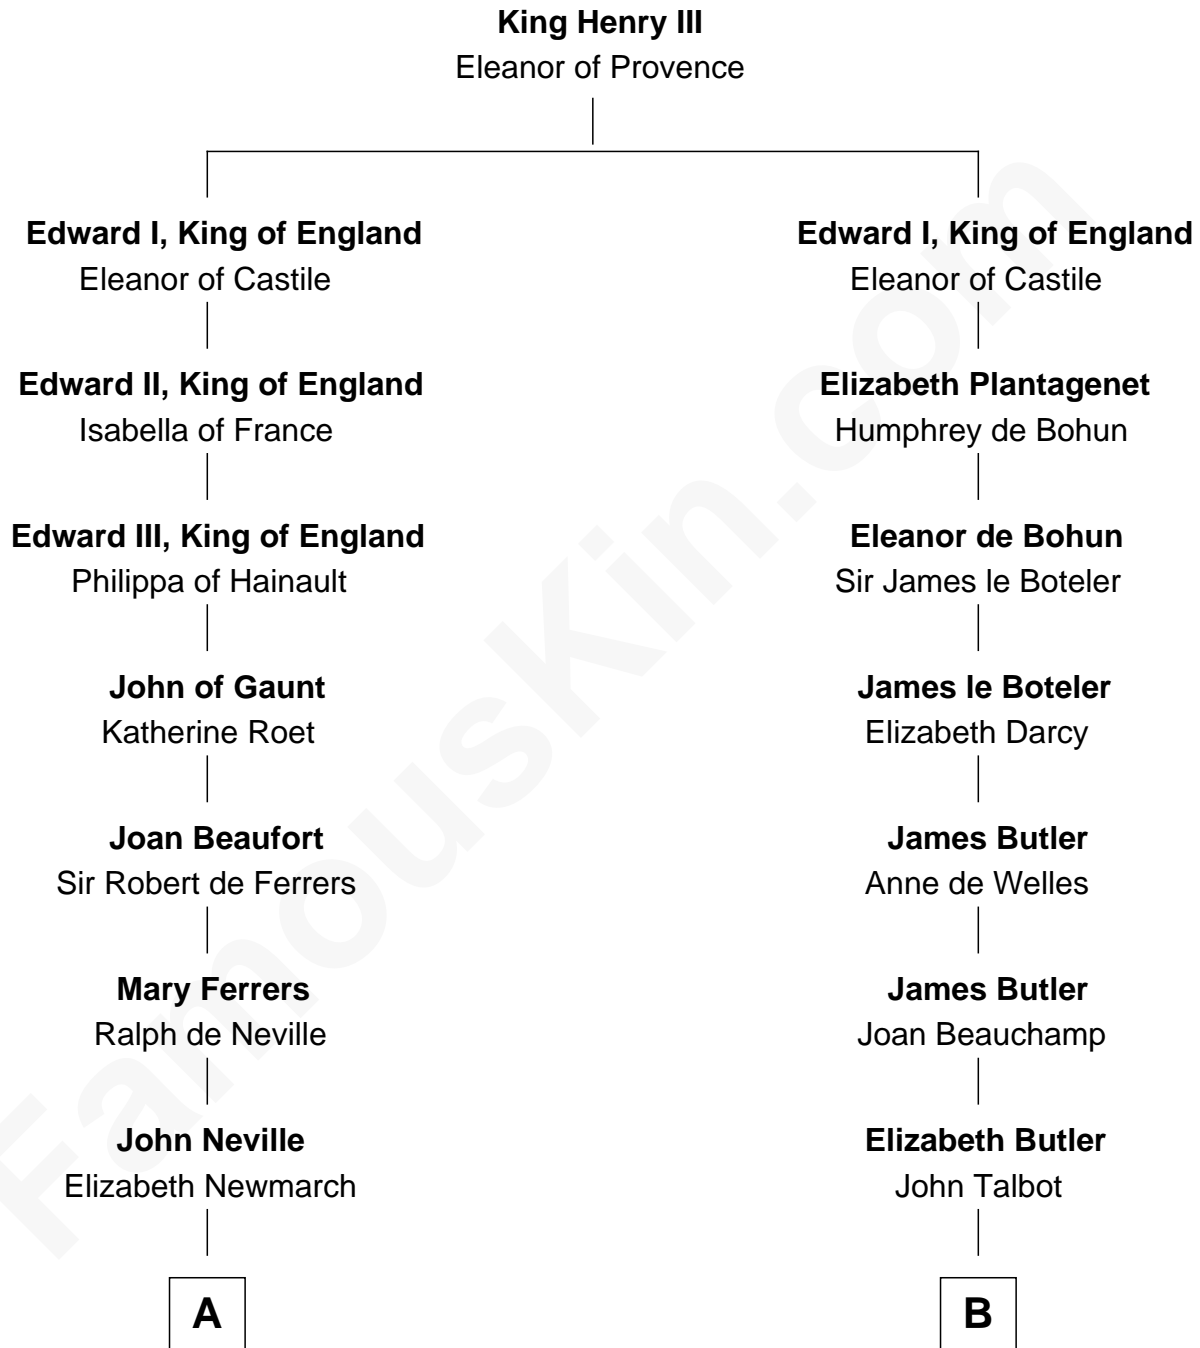 King Henry III
Eleanor of Provence
Edward I, King of England
Eleanor of Castile
Edward II, King of England
Isabella of France
Edward III, King of England
Philippa of Hainault
John of Gaunt
Katherine Roet
Joan Beaufort
Sir Robert de Ferrers
Mary Ferrers
Ralph de Neville
John Neville
Elizabeth Newmarch
A
Edward I, King of England
Eleanor of Castile
Elizabeth Plantagenet
Humphrey de Bohun
Eleanor de Bohun
Sir James le Boteler
James le Boteler
Elizabeth Darcy
James Butler
Anne de Welles
James Butler
Joan Beauchamp
Elizabeth Butler
John Talbot
B
FamousKin.com